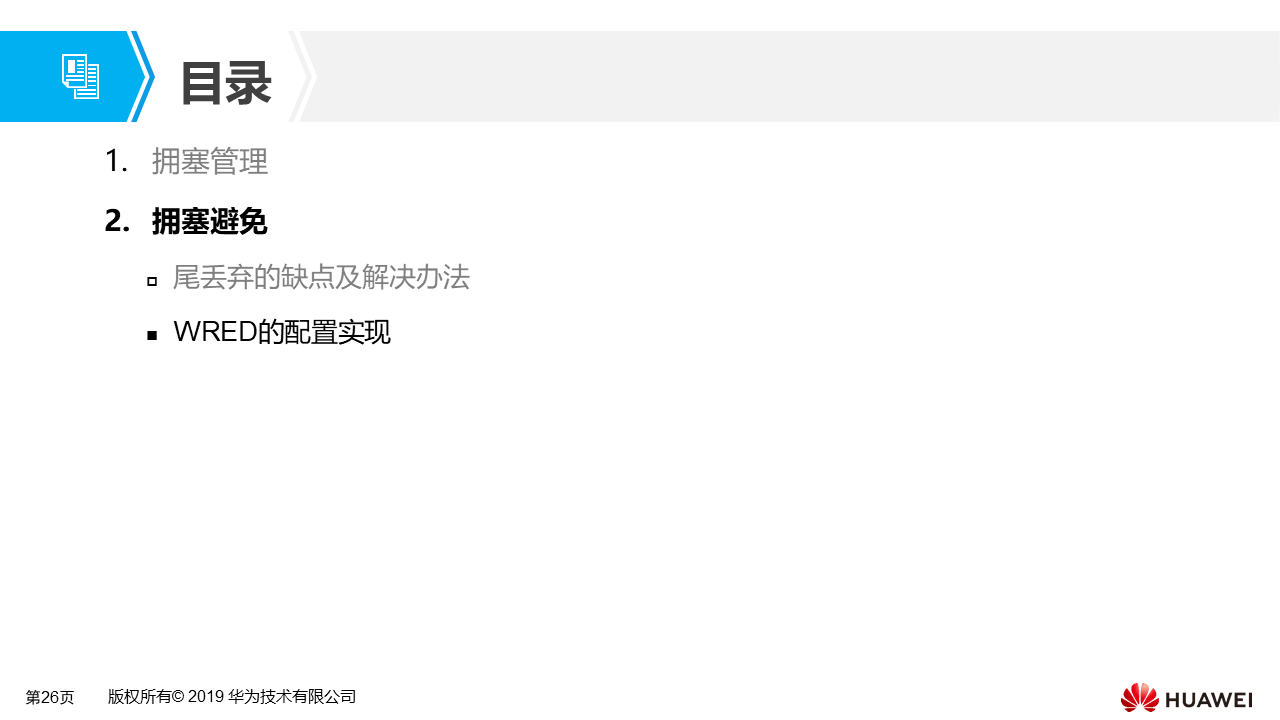 目录
1. 拥塞管理
2. 拥塞避免
尾丢弃的缺点及解决办法
WRED的配置实现
第26页 版权所有© 2019 华为技术有限公司
HUAWEI